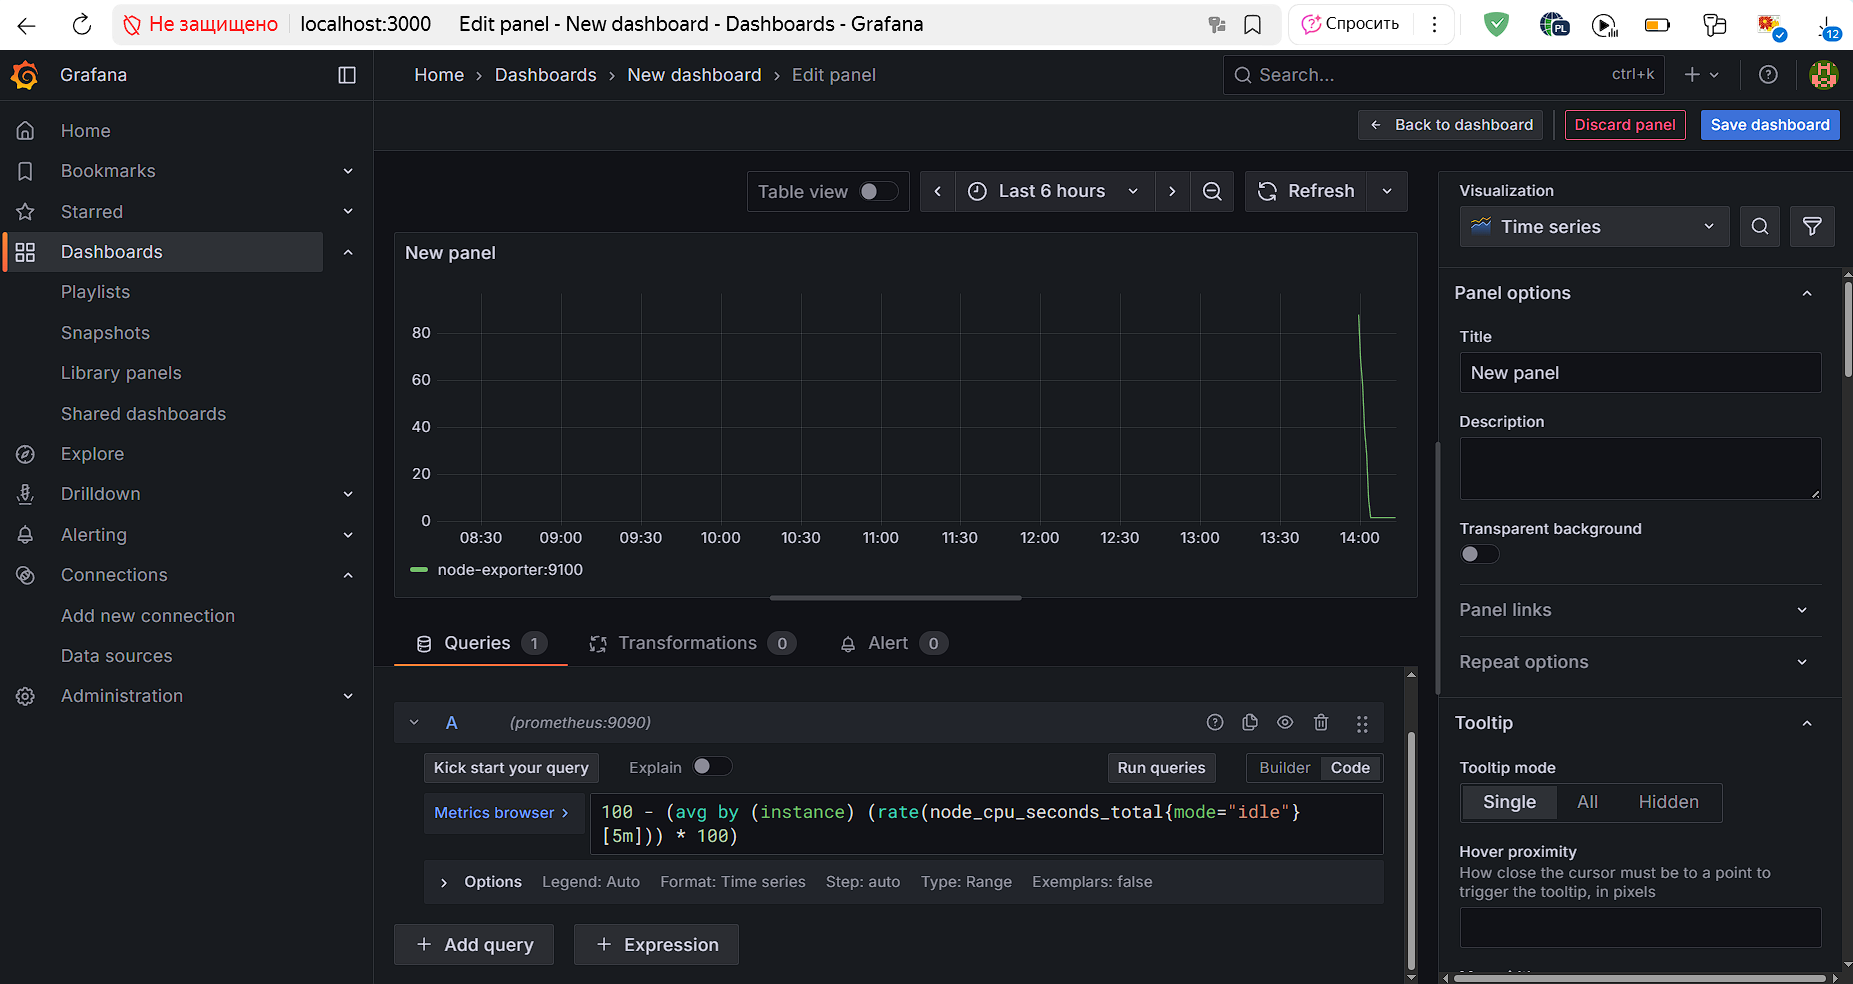 Не защищено localhost:3000 Edit panel - New dashboard - Dashboards - Grafana
Спросить
PL
12
Grafana
Home › Dashboards › New dashboard › Edit panel
Search...
ctrl+k
Back to dashboard
Discard panel
Save dashboard
Home
Bookmarks
Starred
Dashboards
Playlists
Snapshots
Library panels
Shared dashboards
Explore
Drilldown
Alerting
Connections
Add new connection
Data sources
Administration
Table view
Last 6 hours
Refresh
New panel
80
60
40
20
0
08:30 09:00 09:30 10:00 10:30 11:00 11:30 12:00 12:30 13:00 13:30 14:00
node-exporter:9100
Queries 1
Transformations 0
Alert 0
A (prometheus:9090)
Kick start your query
Explain
Run queries
Builder
Code
Metrics browser ›
100 - (avg by (instance) (rate(node_cpu_seconds_total{mode="idle"}
[5m])) * 100)
Options Legend: Auto Format: Time series Step: auto Type: Range Exemplars: false
+ Add query
+ Expression
Visualization
Time series
Panel options
Title
New panel
Description
Transparent background
Panel links
Repeat options
Tooltip
Tooltip mode
Single All Hidden
Hover proximity
How close the cursor must be to a point to
trigger the tooltip, in pixels